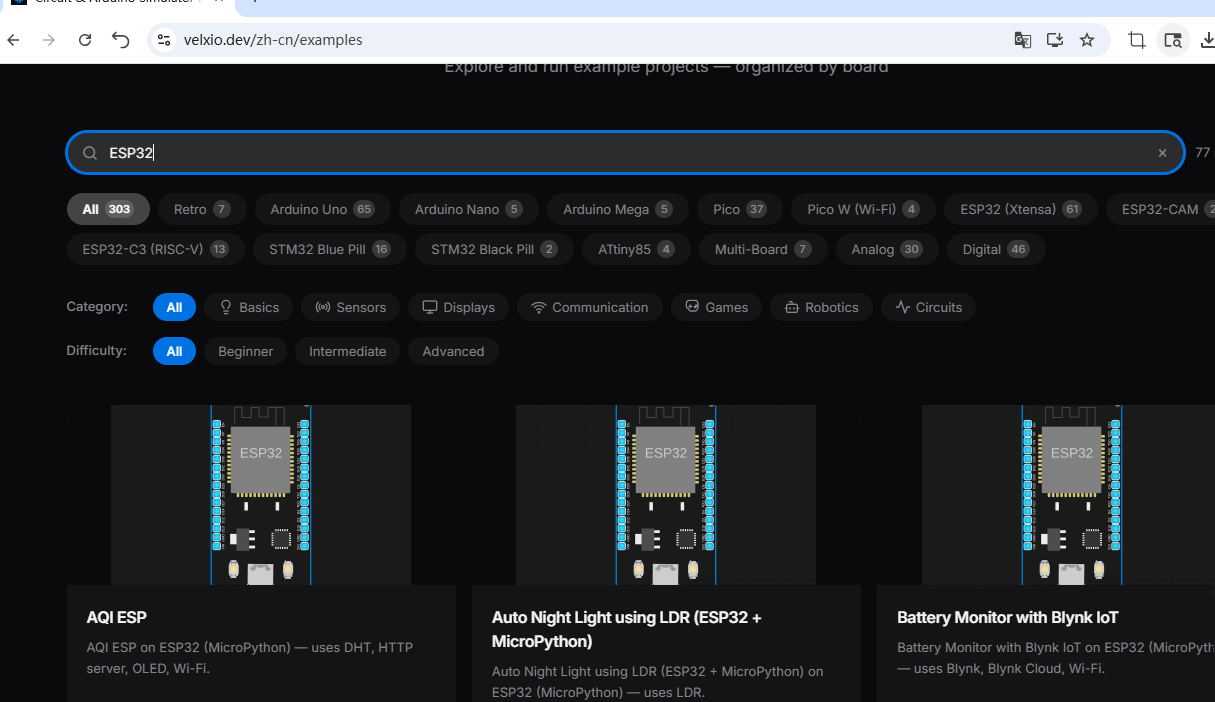 Circuit & Arduino Simulator
velxio.dev/zh-cn/examples
Explore and run example projects — organized by board
ESP32
77
All 303 Retro 7 Arduino Uno 65 Arduino Nano 5 Arduino Mega 5 Pico 37 Pico W (Wi-Fi) 4 ESP32 (Xtensa) 61 ESP32-CAM 2
ESP32-C3 (RISC-V) 13 STM32 Blue Pill 16 STM32 Black Pill 2 ATtiny85 4 Multi-Board 7 Analog 30 Digital 46
Category: All Basics Sensors Displays Communication Games Robotics Circuits
Difficulty: All Beginner Intermediate Advanced
ESP32 ESP32 ESP32
AQI ESP
AQI ESP on ESP32 (MicroPython) — uses DHT, HTTP
server, OLED, Wi-Fi.
Auto Night Light using LDR (ESP32 +
MicroPython)
Auto Night Light using LDR (ESP32 + MicroPython) on
ESP32 (MicroPython) — uses LDR.
Battery Monitor with Blynk IoT
Battery Monitor with Blynk IoT on ESP32 (MicroPyth
— uses Blynk, Blynk Cloud, Wi-Fi.